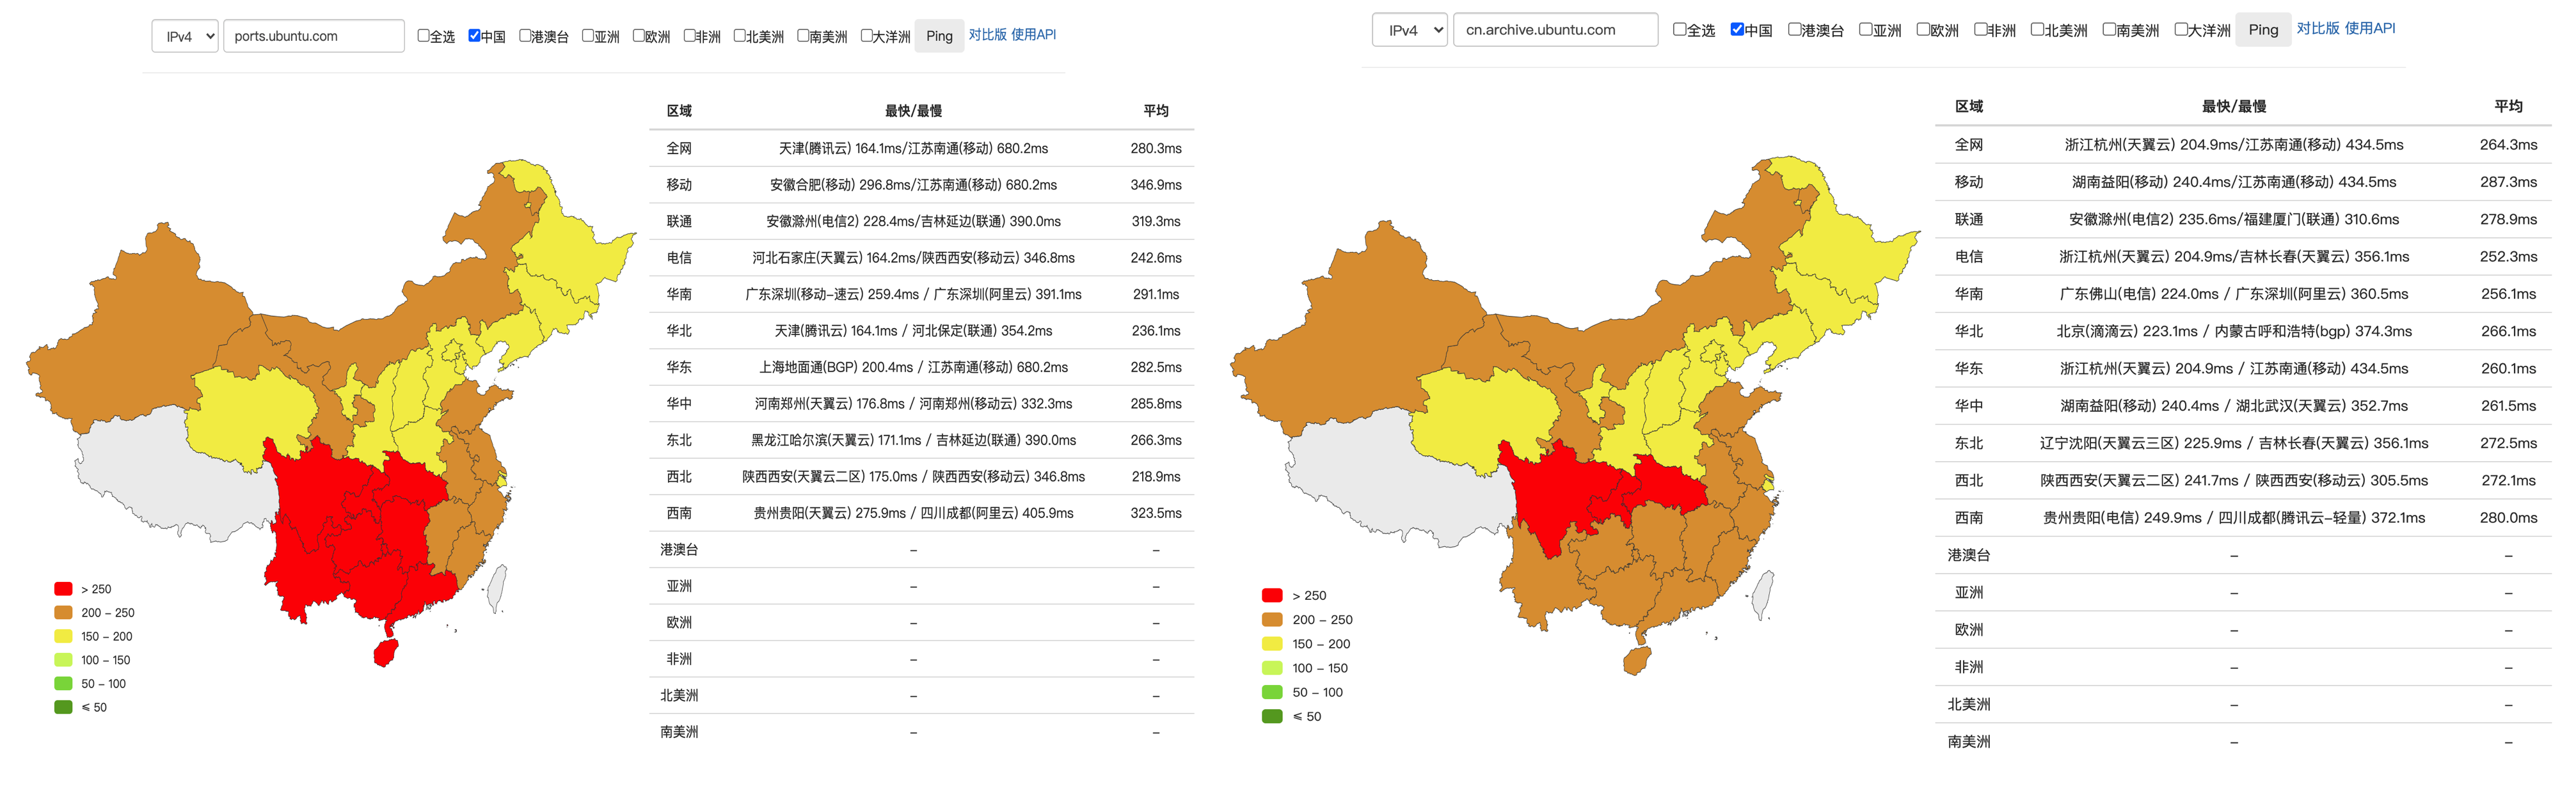 IPv4 ports.ubuntu.com 全选 中国 港澳台 亚洲 欧洲 非洲 北美洲 南美洲 大洋洲 Ping 对比版 使用API
区域 最快/最慢 平均
全网 天津(腾讯云) 164.1ms/江苏南通(移动) 680.2ms 280.3ms
移动 安徽合肥(移动) 296.8ms/江苏南通(移动) 680.2ms 346.9ms
联通 安徽滁州(电信2) 228.4ms/吉林延边(联通) 390.0ms 319.3ms
电信 河北石家庄(天翼云) 164.2ms/陕西西安(移动云) 346.8ms 242.6ms
华南 广东深圳(移动-速云) 259.4ms / 广东深圳(阿里云) 391.1ms 291.1ms
华北 天津(腾讯云) 164.1ms / 河北保定(联通) 354.2ms 236.1ms
华东 上海地面通(BGP) 200.4ms / 江苏南通(移动) 680.2ms 282.5ms
华中 河南郑州(天翼云) 176.8ms / 河南郑州(移动云) 332.3ms 285.8ms
东北 黑龙江哈尔滨(天翼云) 171.1ms / 吉林延边(联通) 390.0ms 266.3ms
西北 陕西西安(天翼云二区) 175.0ms / 陕西西安(移动云) 346.8ms 218.9ms
西南 贵州贵阳(天翼云) 275.9ms / 四川成都(阿里云) 405.9ms 323.5ms
港澳台 – –
亚洲 – –
欧洲 – –
非洲 – –
北美洲 – –
南美洲 – –
> 250
200 – 250
150 – 200
100 – 150
50 – 100
≤ 50
IPv4 cn.archive.ubuntu.com 全选 中国 港澳台 亚洲 欧洲 非洲 北美洲 南美洲 大洋洲 Ping 对比版 使用API
区域 最快/最慢 平均
全网 浙江杭州(天翼云) 204.9ms/江苏南通(移动) 434.5ms 264.3ms
移动 湖南益阳(移动) 240.4ms/江苏南通(移动) 434.5ms 287.3ms
联通 安徽滁州(电信2) 235.6ms/福建厦门(联通) 310.6ms 278.9ms
电信 浙江杭州(天翼云) 204.9ms/吉林长春(天翼云) 356.1ms 252.3ms
华南 广东佛山(电信) 224.0ms / 广东深圳(阿里云) 360.5ms 256.1ms
华北 北京(滴滴云) 223.1ms / 内蒙古呼和浩特(bgp) 374.3ms 266.1ms
华东 浙江杭州(天翼云) 204.9ms / 江苏南通(移动) 434.5ms 260.1ms
华中 湖南益阳(移动) 240.4ms / 湖北武汉(天翼云) 352.7ms 261.5ms
东北 辽宁沈阳(天翼云三区) 225.9ms / 吉林长春(天翼云) 356.1ms 272.5ms
西北 陕西西安(天翼云二区) 241.7ms / 陕西西安(移动云) 305.5ms 272.1ms
西南 贵州贵阳(电信) 249.9ms / 四川成都(腾讯云-轻量) 372.1ms 280.0ms
港澳台 – –
亚洲 – –
欧洲 – –
非洲 – –
北美洲 – –
南美洲 – –
> 250
200 – 250
150 – 200
100 – 150
50 – 100
≤ 50